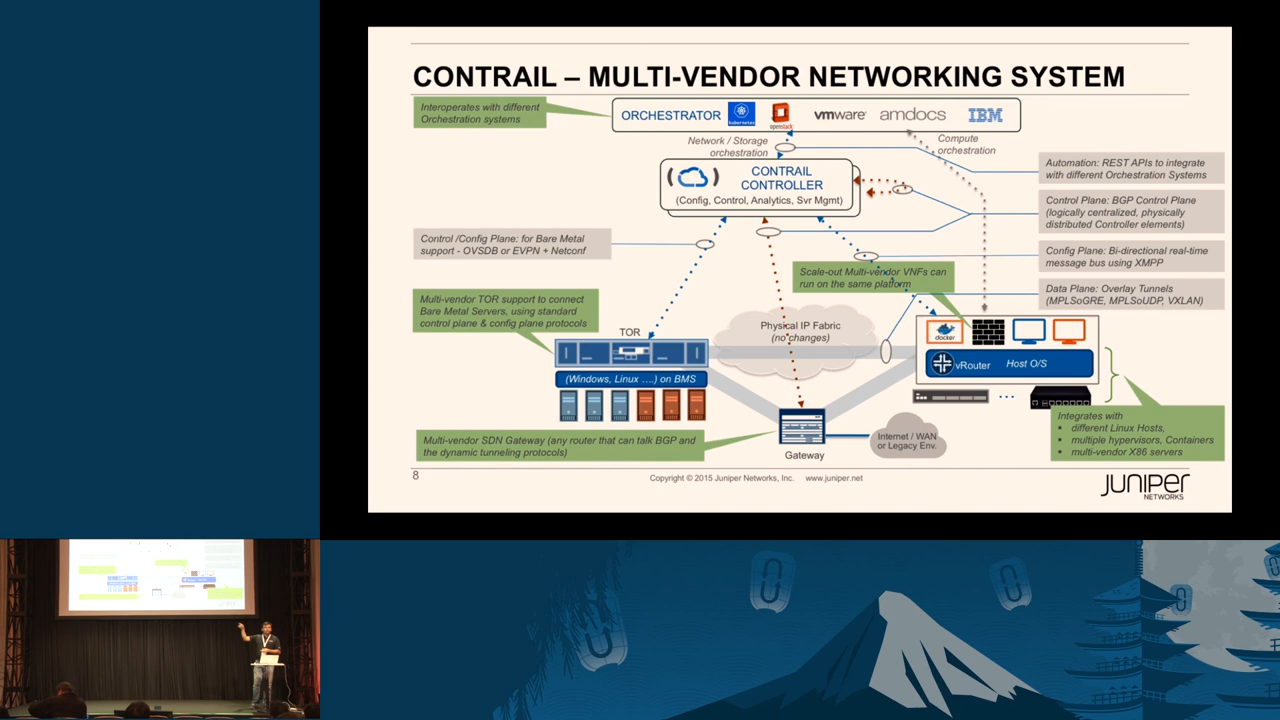 CONTRAIL – MULTI-VENDOR NETWORKING SYSTEM
Interoperates with different
Orchestration systems
ORCHESTRATOR
kubernetes
openstack
vmware
amdocs
IBM
Network / Storage
orchestration
Compute
orchestration
CONTRAIL
CONTROLLER
(Config, Control, Analytics, Svr Mgmt)
Automation: REST APIs to integrate
with different Orchestration Systems
Control Plane: BGP Control Plane
(logically centralized, physically
distributed Controller elements)
Control /Config Plane: for Bare Metal
support - OVSDB or EVPN + Netconf
Config Plane: Bi-directional real-time
message bus using XMPP
Scale-out Multi-vendor VNFs can
run on the same platform
Data Plane: Overlay Tunnels
(MPLSoGRE, MPLSoUDP, VXLAN)
Multi-vendor TOR support to connect
Bare Metal Servers, using standard
control plane & config plane protocols
TOR
Physical IP Fabric
(no changes)
docker
vRouter
Host O/S
(Windows, Linux ....) on BMS
Integrates with
▪ different Linux Hosts,
▪ multiple hypervisors, Containers
▪ multi-vendor X86 servers
Multi-vendor SDN Gateway (any router that can talk BGP and
the dynamic tunneling protocols)
Internet / WAN
or Legacy Env.
Gateway
8
Copyright © 2015 Juniper Networks, Inc. www.juniper.net
JUNIPER
NETWORKS